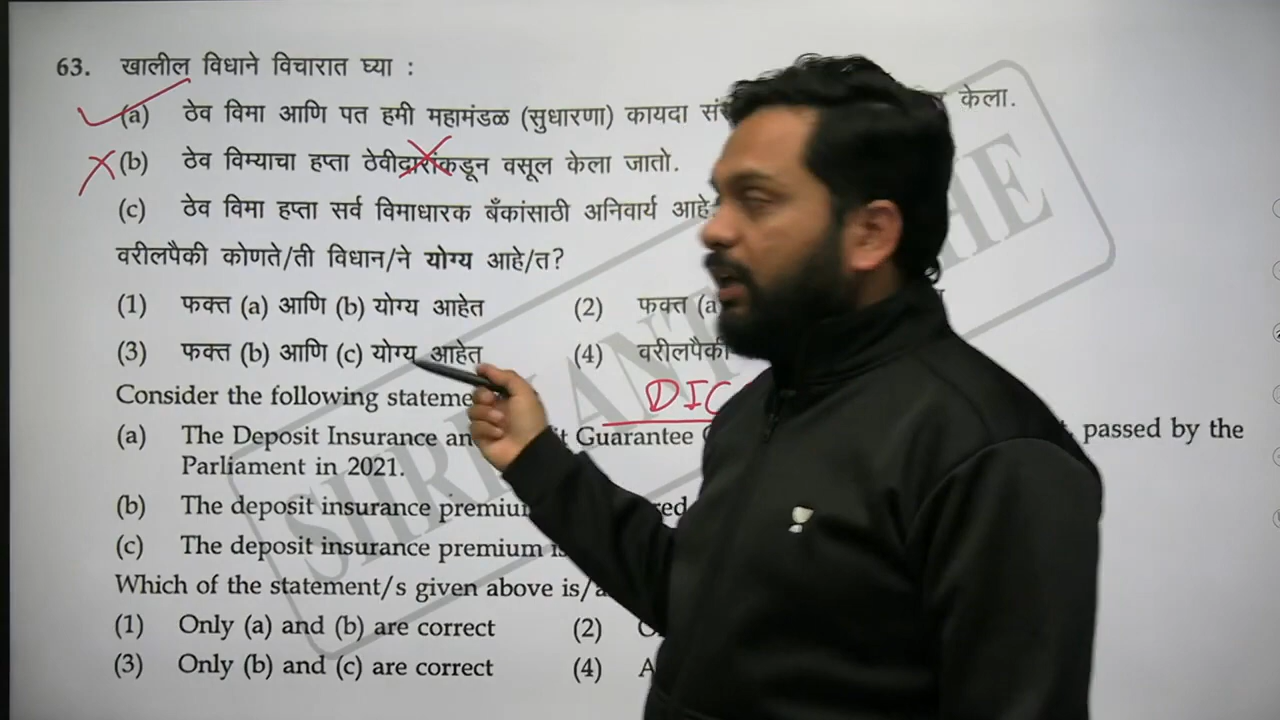 63. खालील विधाने विचारात घ्या :
(a) ठेव विमा आणि पत हमी महामंडळ (सुधारणा) कायदा केला.
(b) ठेव विम्याचा हप्ता ठेवीदारांकडून वसूल केला जातो.
(c) ठेव विमा हप्ता सर्व विमाधारक बँकांसाठी अनिवार्य आहे.
वरीलपैकी कोणते/ती विधान/ने योग्य आहे/त?
(1) फक्त (a) आणि (b) योग्य आहेत (2) फक्त (a
(3) फक्त (b) आणि (c) योग्य आहेत (4) वरीलपैकी
Consider the following
DIC
(a) The Deposit Insurance Guarantee passed by the
Parliament in 2021.
(b) The deposit insurance
(c) The deposit insurance premium
Which of the statement/s given above is/
(1) Only (a) and (b) are correct (2)
(3) Only (b) and (c) are correct (4)